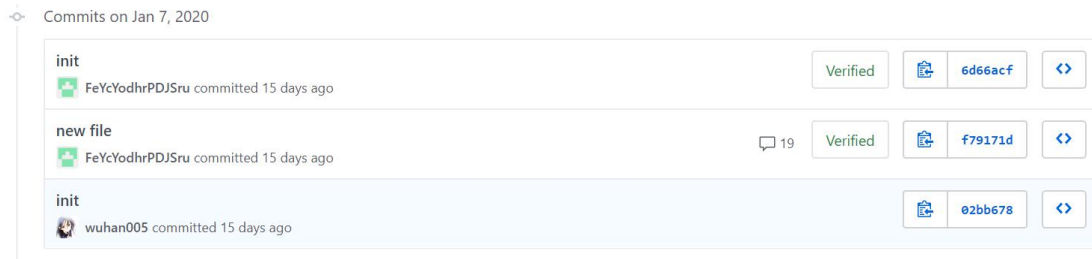 Commits on Jan 7, 2020
init
Verified
6d66acf
FeYcYodhrPDJSru committed 15 days ago
new file
19
Verified
f79171d
FeYcYodhrPDJSru committed 15 days ago
init
02bb678
wuhan005 committed 15 days ago